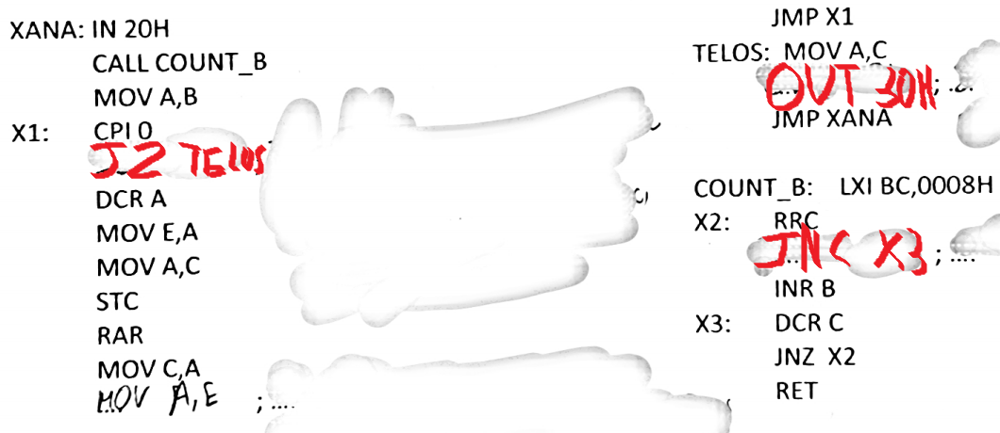 XANA: IN 20H
CALL COUNT_B
MOV A,B
X1: CPI 0
JZ TELOS
DCR A
MOV E,A
MOV A,C
STC
RAR
MOV C,A
MOV A,E ; ....
JMP X1
TELOS: MOV A,C
OUT 30H ; ..
JMP XANA
COUNT_B: LXI BC,0008H
X2: RRC
JNC X3 ; ....
INR B
X3: DCR C
JNZ X2
RET